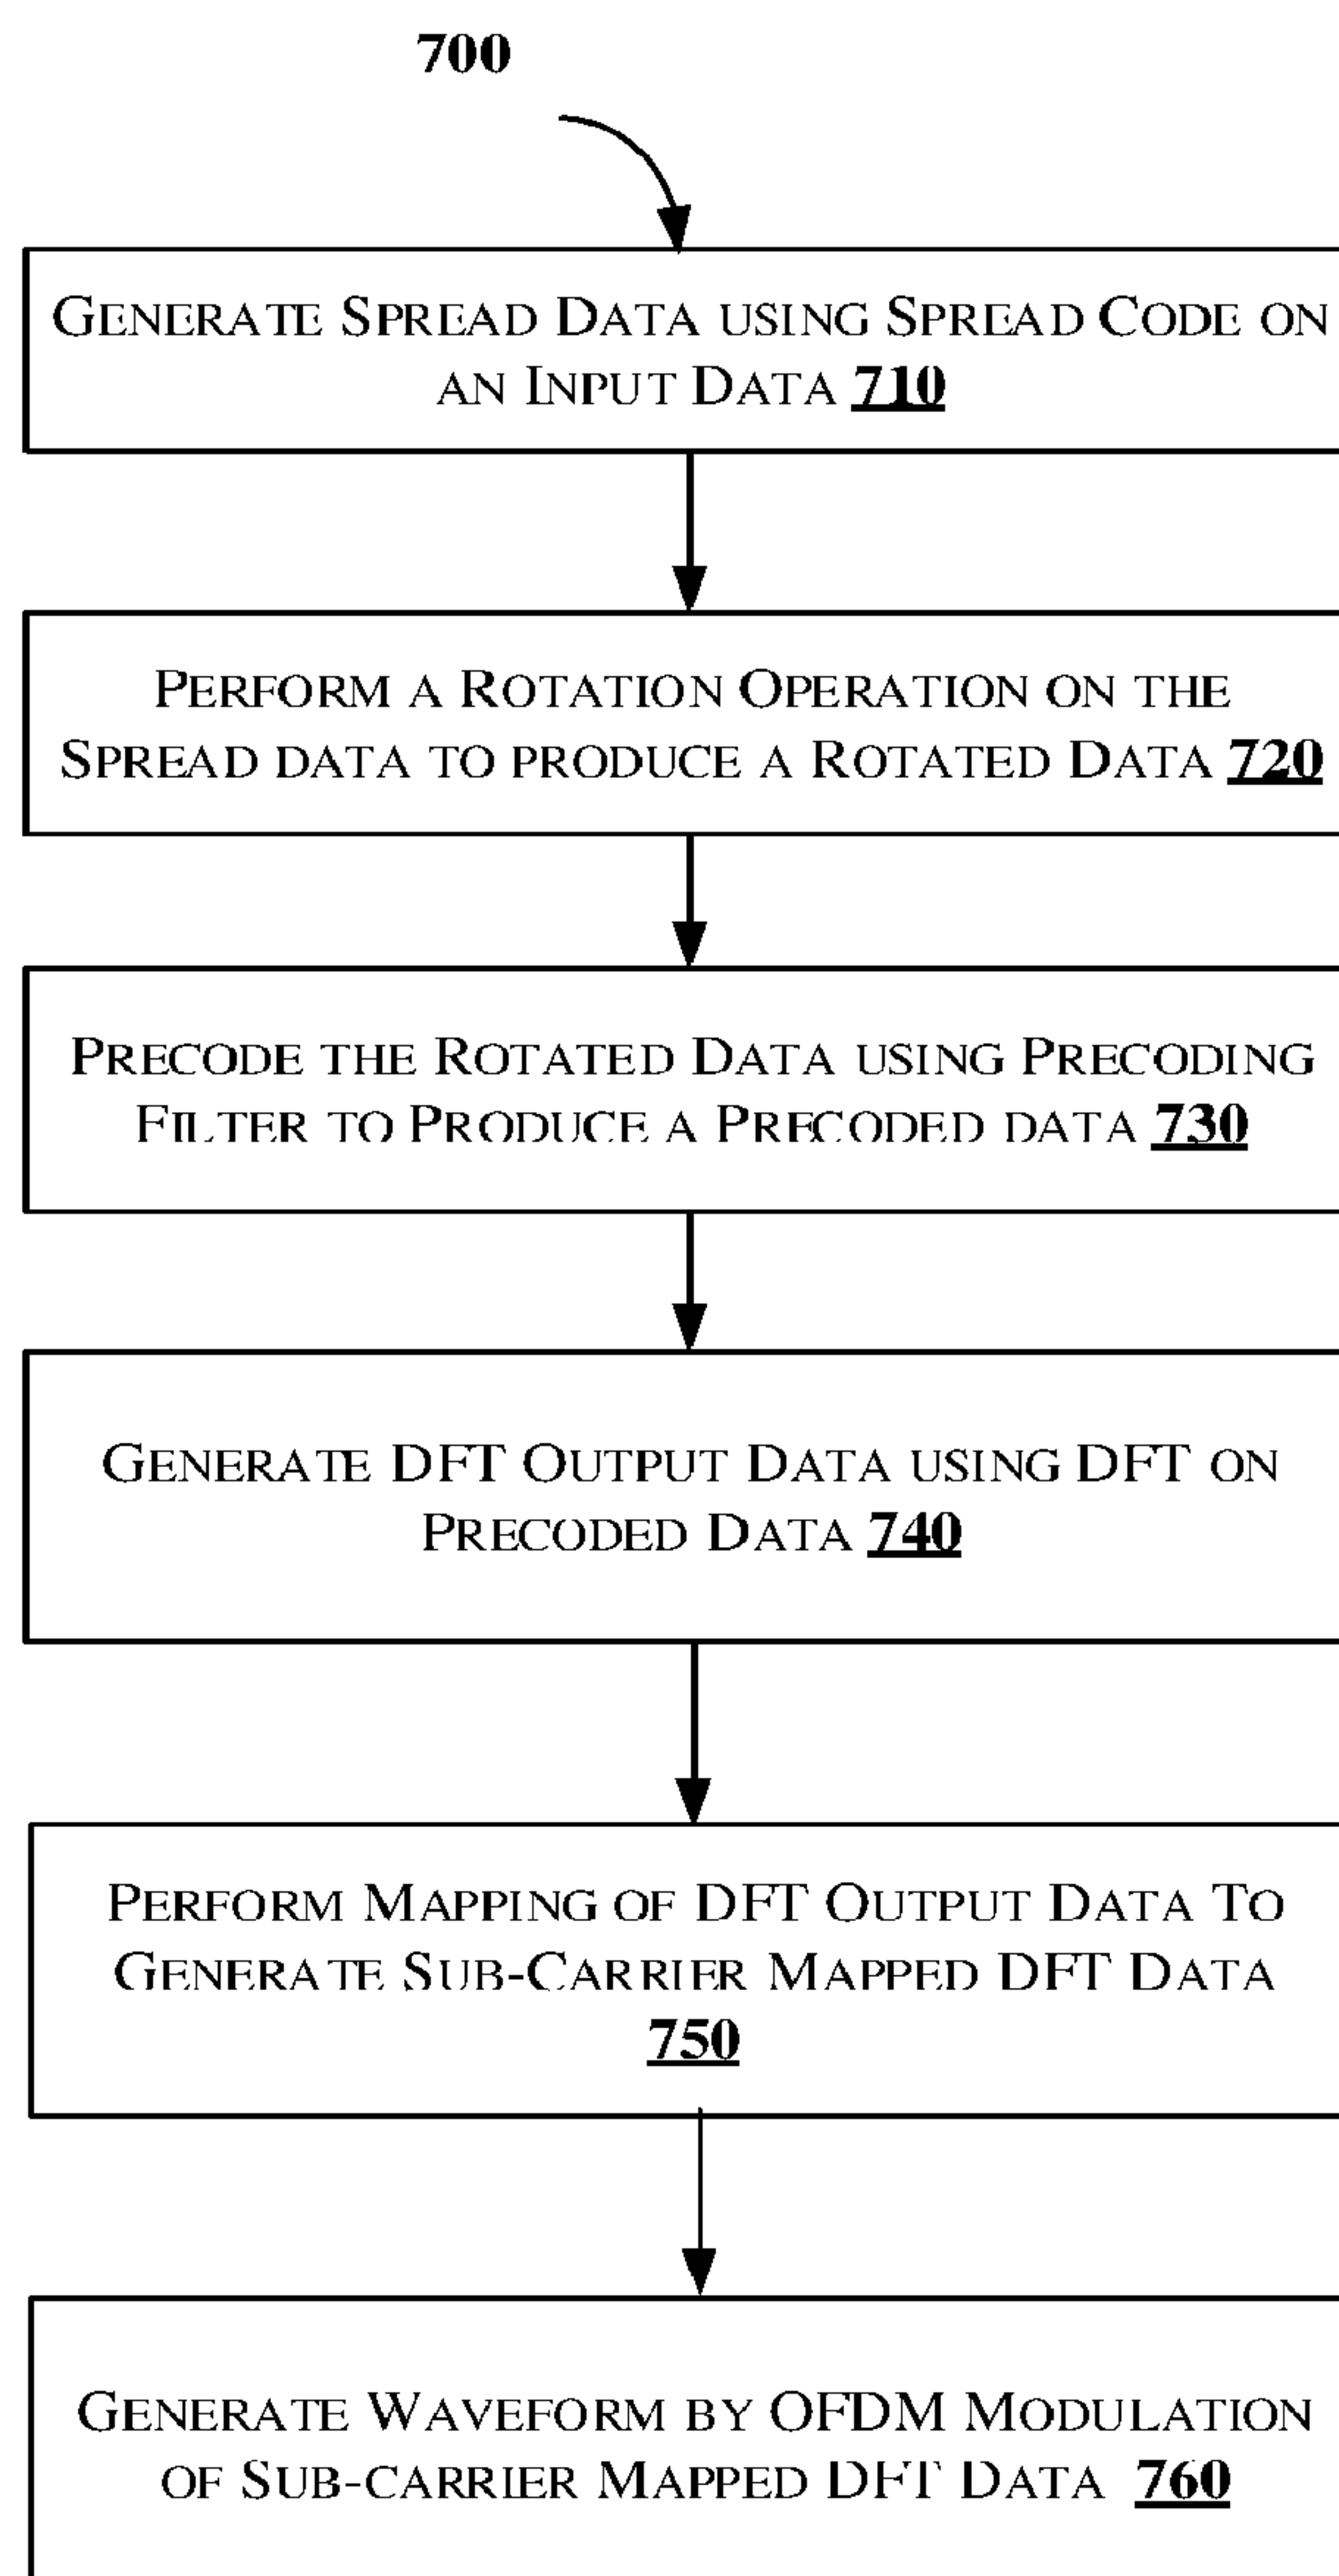 700
GENERATE SPREAD DATA USING SPREAD CODE ON
AN INPUT DATA 710
PERFORM A ROTATION OPERATION ON THE
SPREAD DATA TO PRODUCE A ROTATED DATA 720
PRECODE THE ROTATED DATA USING PRECODING
FILTER TO PRODUCE A PRECODED DATA 730
GENERATE DFT OUTPUT DATA USING DFT ON
PRECODED DATA 740
PERFORM MAPPING OF DFT OUTPUT DATA TO
GENERATE SUB-CARRIER MAPPED DFT DATA
750
GENERATE WAVEFORM BY OFDM MODULATION
OF SUB-CARRIER MAPPED DFT DATA 760